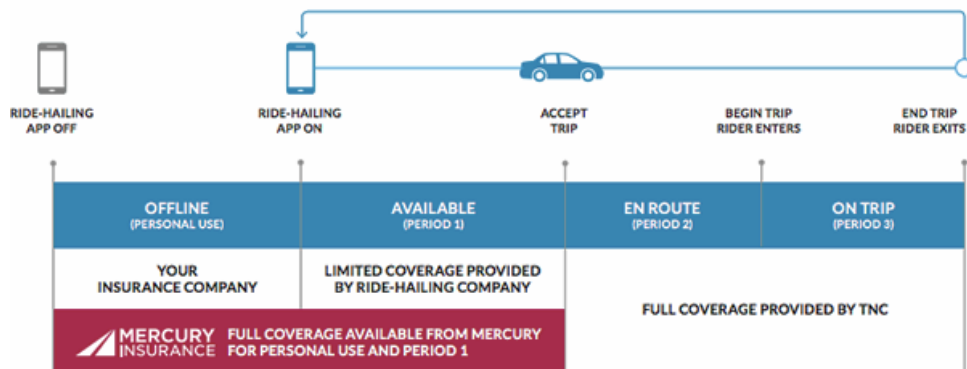 RIDE-HAILING
APP OFF
RIDE-HAILING
APP ON
ACCEPT
TRIP
BEGIN TRIP
RIDER ENTERS
END TRIP
RIDER EXITS
OFFLINE
(PERSONAL USE)
AVAILABLE
(PERIOD 1)
EN ROUTE
(PERIOD 2)
ON TRIP
(PERIOD 3)
YOUR
INSURANCE COMPANY
LIMITED COVERAGE PROVIDED
BY RIDE-HAILING COMPANY
FULL COVERAGE PROVIDED BY TNC
MERCURY
INSURANCE
FULL COVERAGE AVAILABLE FROM MERCURY
FOR PERSONAL USE AND PERIOD 1